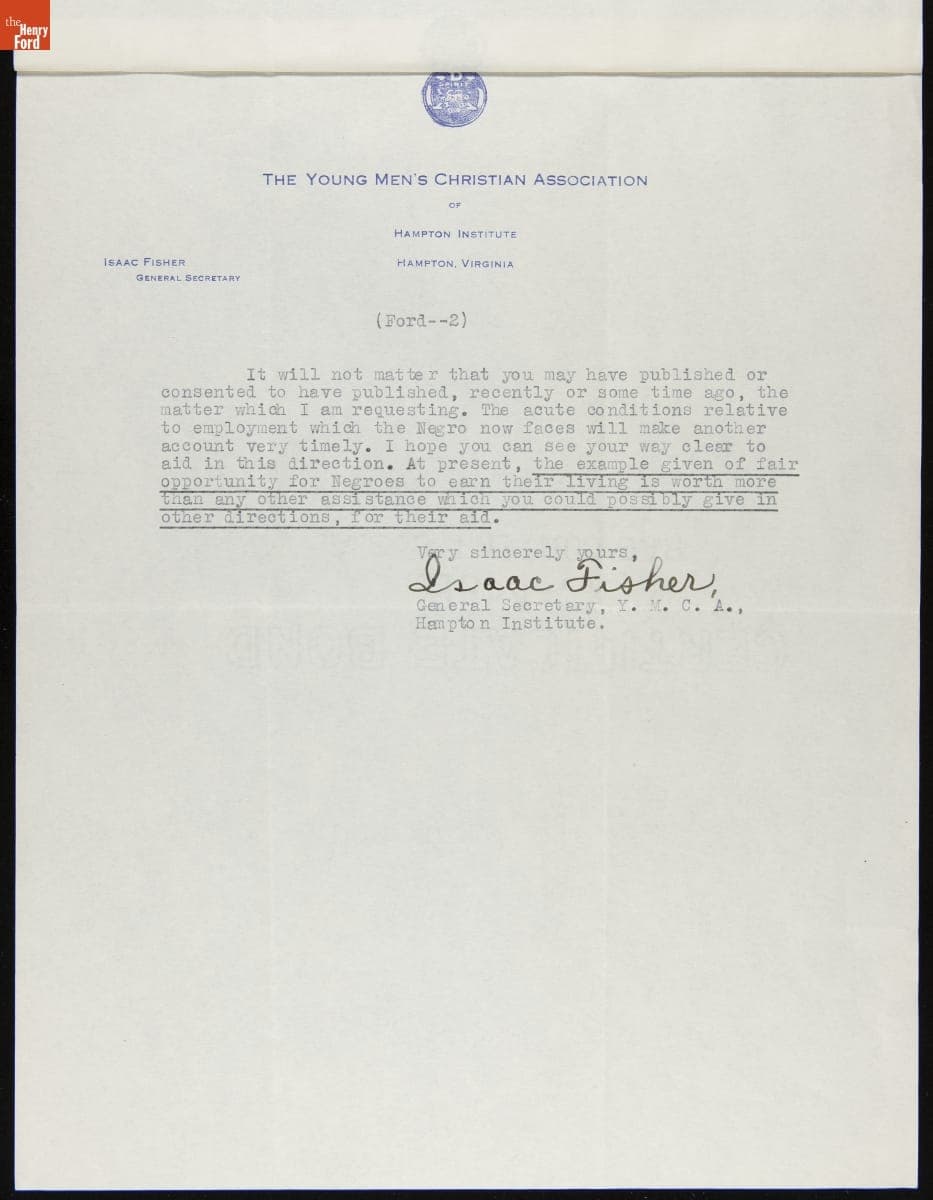 the
Henry
Ford
THE YOUNG MEN'S CHRISTIAN ASSOCIATION
OF
HAMPTON INSTITUTE
ISAAC FISHER
HAMPTON, VIRGINIA
GENERAL SECRETARY
(Ford--2)
It will not matter that you may have published or
consented to have published, recently or some time ago, the
matter which I am requesting. The acute conditions relative
to employment which the Negro now faces will make another
account very timely. I hope you can see your way clear to
aid in this direction. At present, the example given of fair
opportunity for Negroes to earn their living is worth more
than any other assistance which you could possibly give in
other directions, for their aid.
Very sincerely yours,
Isaac Fisher,
General Secretary, Y. M. C. A.,
Hampton Institute.